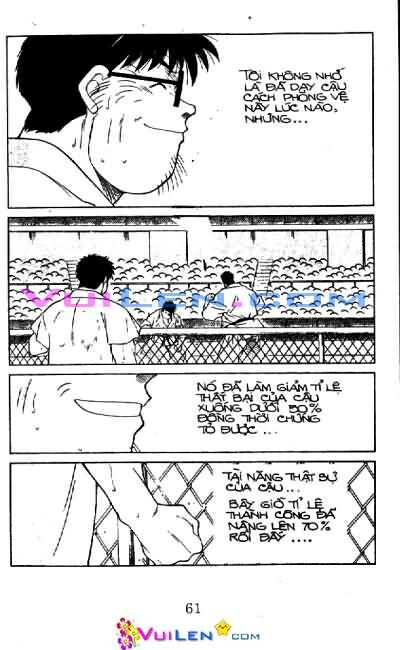 TÔI KHÔNG NHỚ
LÀ ĐÃ DẠY CẬU
CÁCH PHÒNG VỆ
NÀY LÚC NÀO,
NHƯNG...
VUILEN.COM
NÓ ĐÃ LÀM GIẢM TỈ LỆ
THẤT BẠI CỦA CẬU
XUỐNG DƯỚI 50%
ĐỒNG THỜI CHỨNG
TỎ ĐƯỢC...
TÀI NĂNG THẬT SỰ
CỦA CẬU...
BÂY GIỜ TỈ LỆ
THÀNH CÔNG ĐÃ
NÂNG LÊN 70%
RỒI ĐẤY....
61
VUILEN.COM